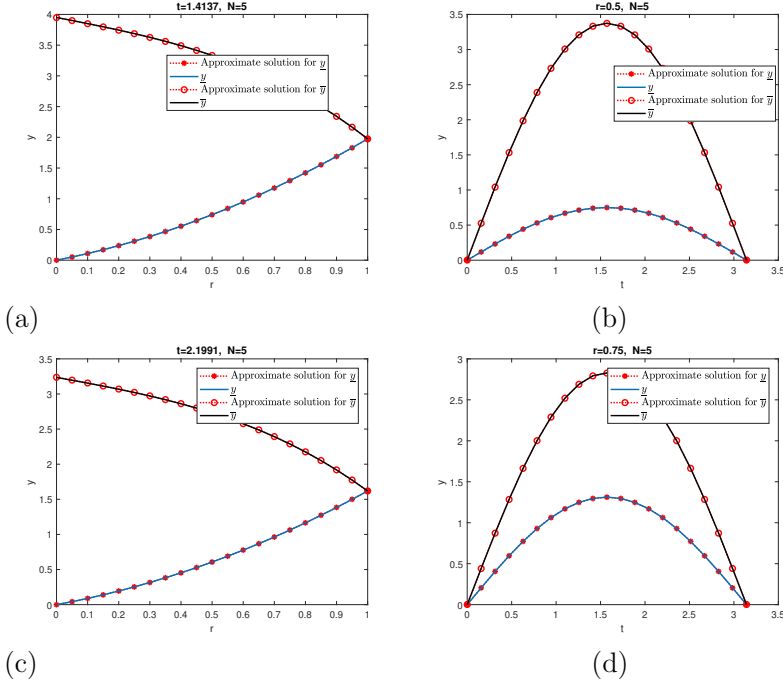 t=1.4137, N=5
4
3.5
3
2.5
2
1.5
1
0.5
0
y
Approximate solution for y
y
Approximate solution for y̅
y̅
0 0.1 0.2 0.3 0.4 0.5 0.6 0.7 0.8 0.9 1
r
(a)
r=0.5, N=5
3.5
3
2.5
2
1.5
1
0.5
0
y
Approximate solution for y
y
Approximate solution for y̅
y̅
0 0.5 1 1.5 2 2.5 3 3.5
t
(b)
t=2.1991, N=5
3.5
3
2.5
2
1.5
1
0.5
0
y
Approximate solution for y
y
Approximate solution for y̅
y̅
0 0.1 0.2 0.3 0.4 0.5 0.6 0.7 0.8 0.9 1
r
(c)
r=0.75, N=5
3
2.5
2
1.5
1
0.5
0
y
Approximate solution for y
y
Approximate solution for y̅
y̅
0 0.5 1 1.5 2 2.5 3 3.5
t
(d)